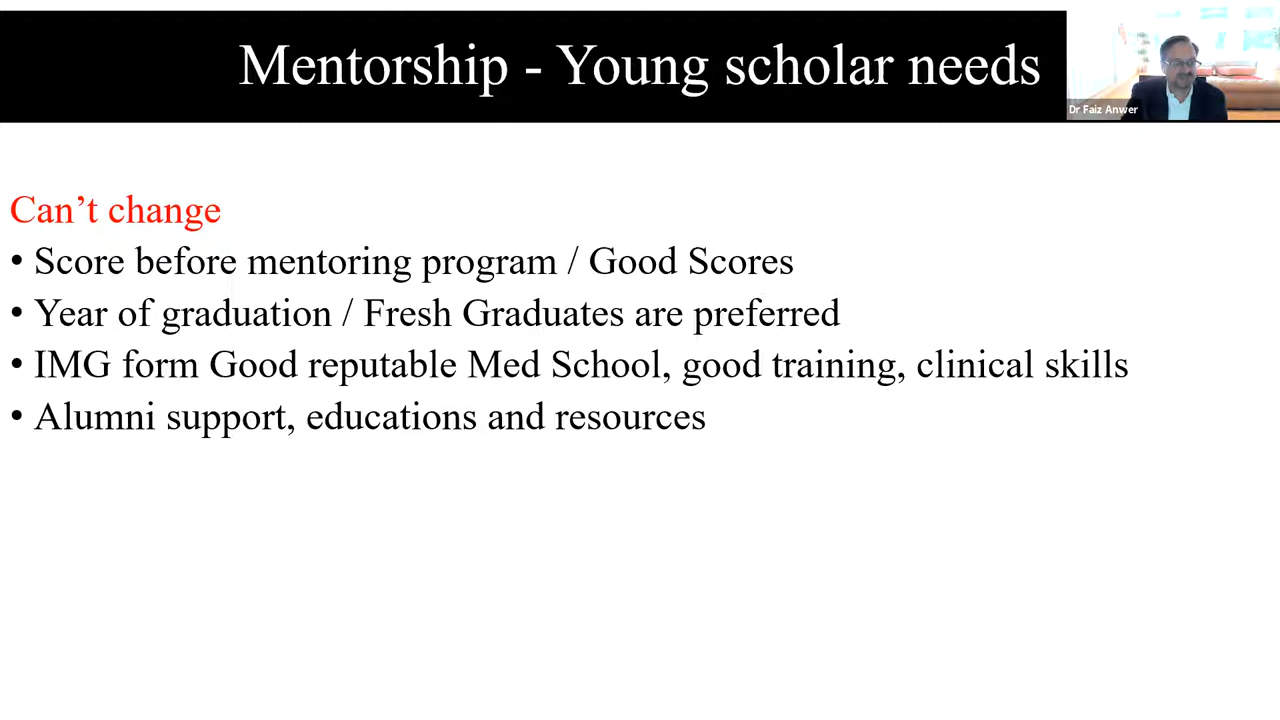 Mentorship - Young scholar needs
Dr Faiz Anwer
Can’t change
• Score before mentoring program / Good Scores
• Year of graduation / Fresh Graduates are preferred
• IMG form Good reputable Med School, good training, clinical skills
• Alumni support, educations and resources